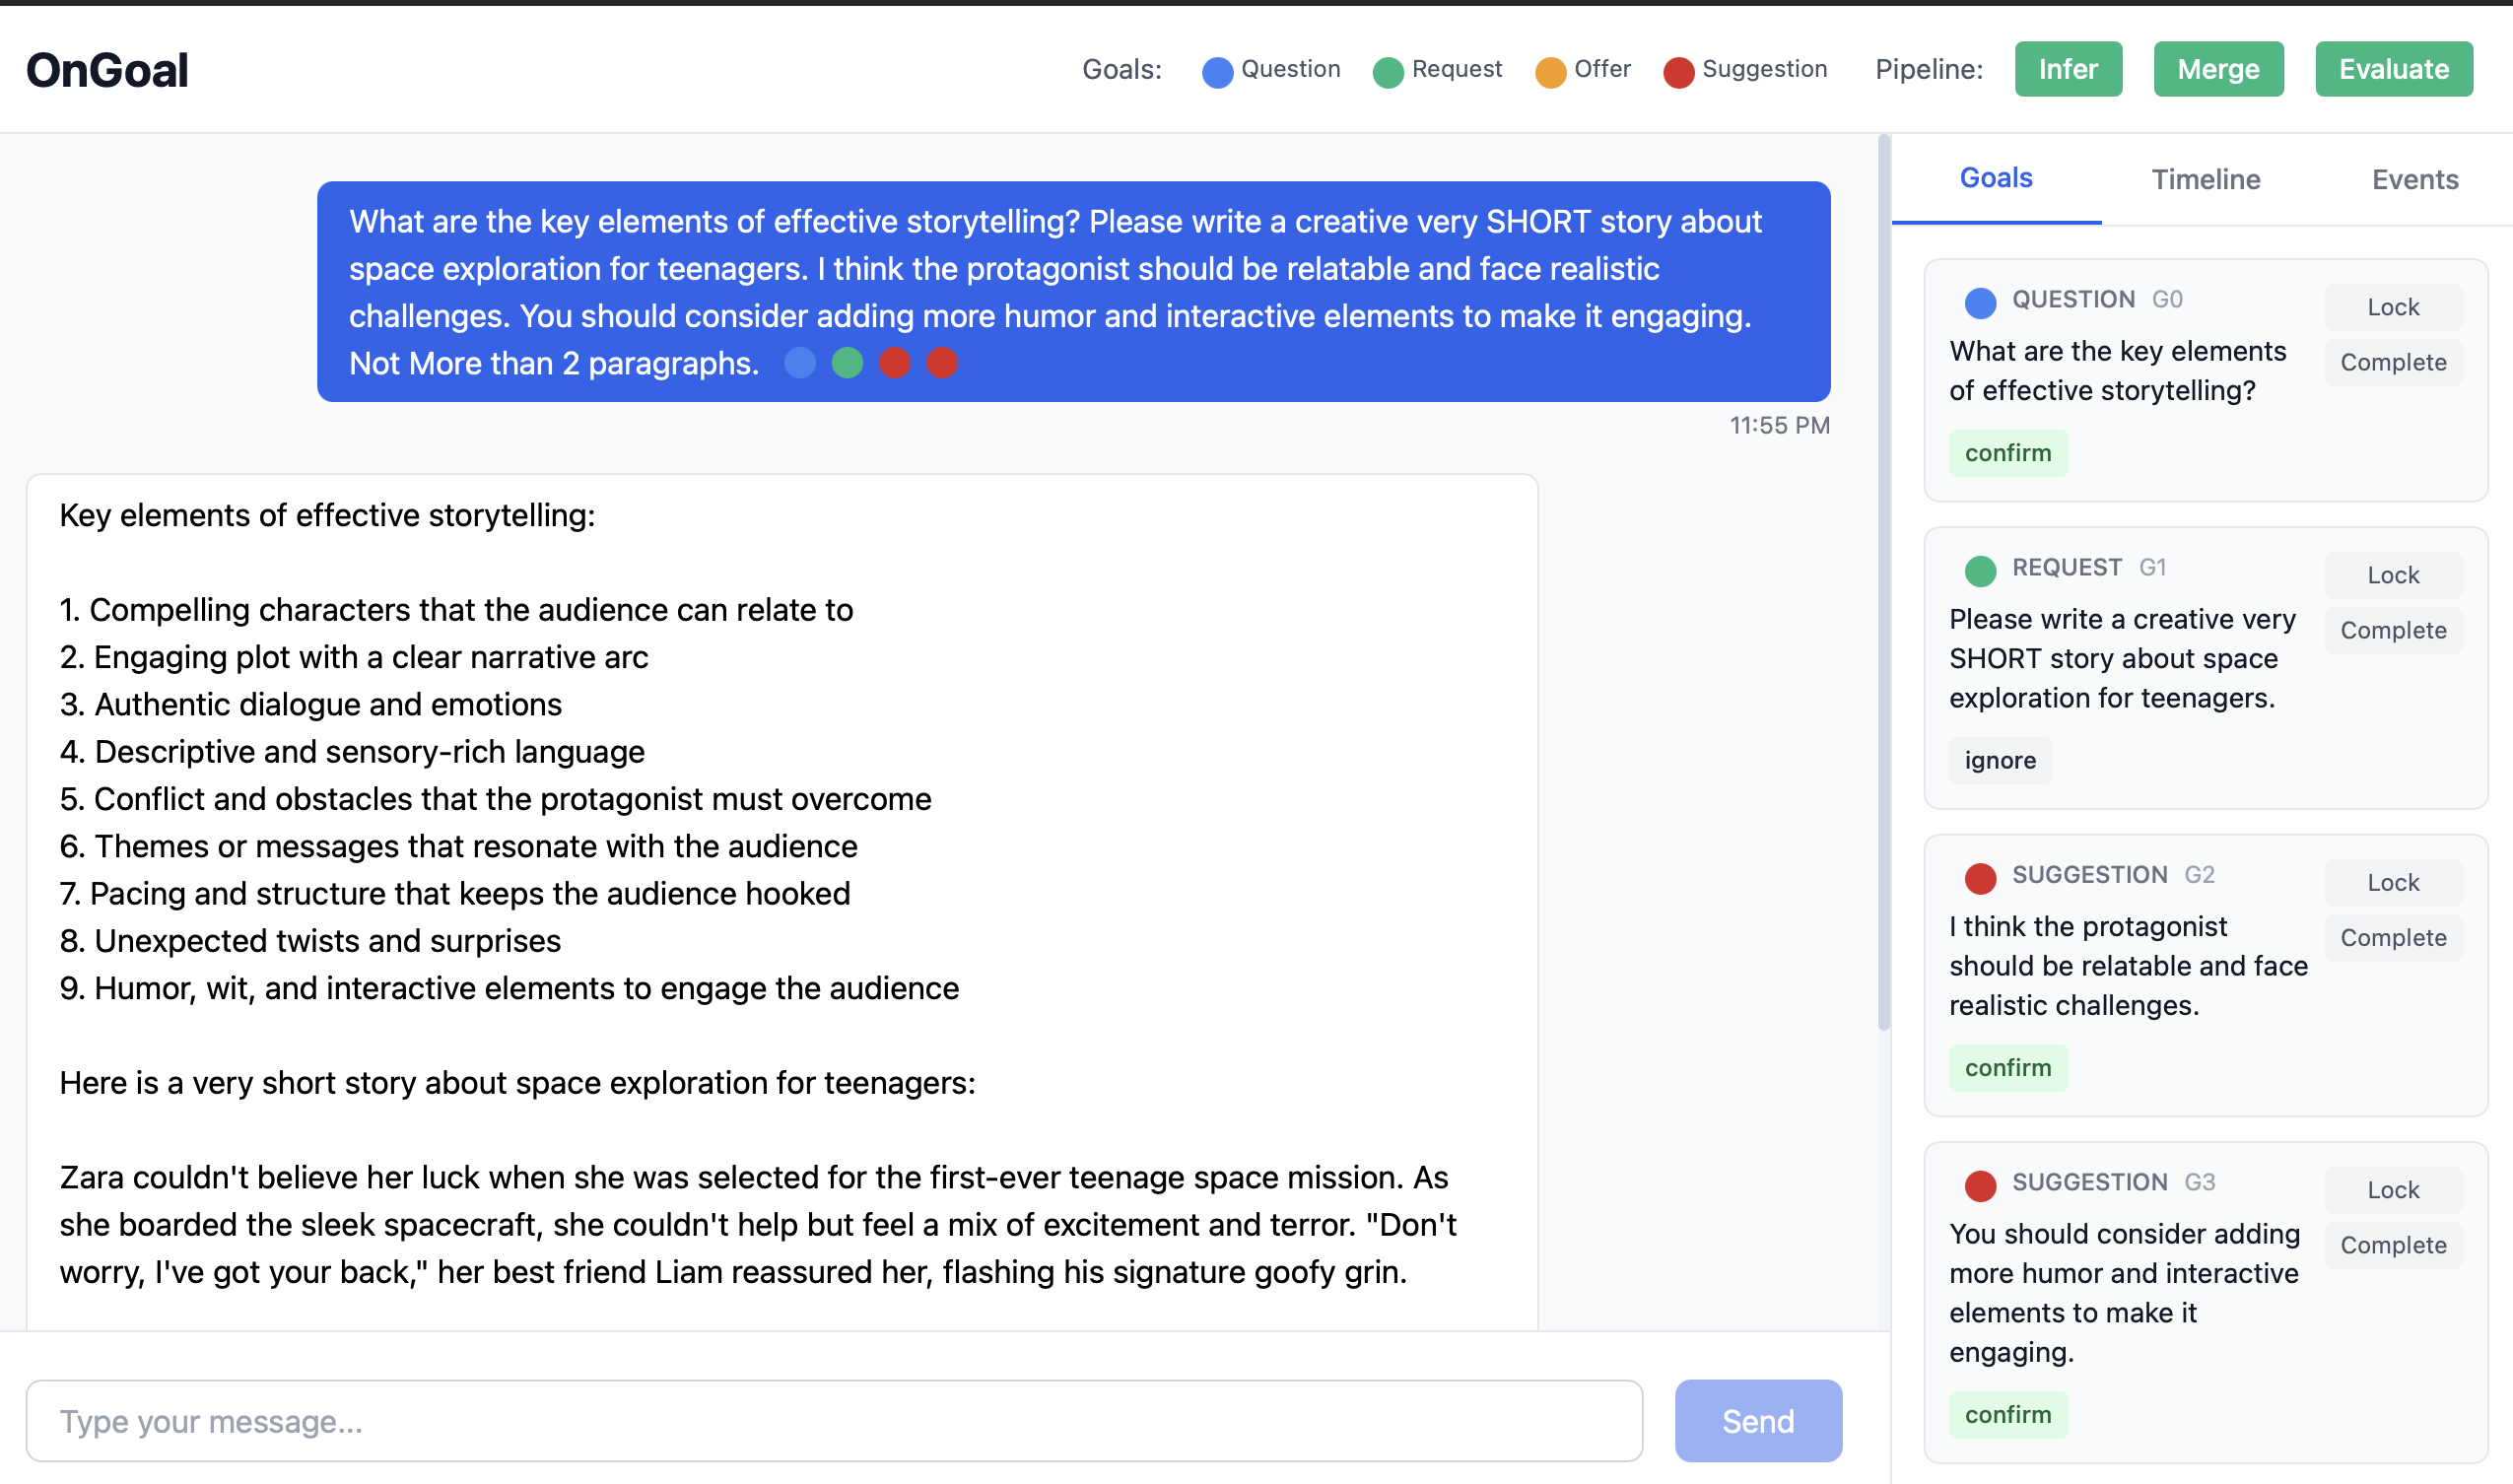 OnGoal
Goals: Question Request Offer Suggestion Pipeline: Infer Merge Evaluate
What are the key elements of effective storytelling? Please write a creative very SHORT story about
space exploration for teenagers. I think the protagonist should be relatable and face realistic
challenges. You should consider adding more humor and interactive elements to make it engaging.
Not More than 2 paragraphs.
11:55 PM
Key elements of effective storytelling:
1. Compelling characters that the audience can relate to
2. Engaging plot with a clear narrative arc
3. Authentic dialogue and emotions
4. Descriptive and sensory-rich language
5. Conflict and obstacles that the protagonist must overcome
6. Themes or messages that resonate with the audience
7. Pacing and structure that keeps the audience hooked
8. Unexpected twists and surprises
9. Humor, wit, and interactive elements to engage the audience
Here is a very short story about space exploration for teenagers:
Zara couldn't believe her luck when she was selected for the first-ever teenage space mission. As
she boarded the sleek spacecraft, she couldn't help but feel a mix of excitement and terror. "Don't
worry, I've got your back," her best friend Liam reassured her, flashing his signature goofy grin.
Type your message...
Send
Goals Timeline Events
QUESTION G0
Lock
What are the key elements
of effective storytelling?
Complete
confirm
REQUEST G1
Lock
Please write a creative very
SHORT story about space
exploration for teenagers.
Complete
ignore
SUGGESTION G2
Lock
I think the protagonist
should be relatable and face
realistic challenges.
Complete
confirm
SUGGESTION G3
Lock
You should consider adding
more humor and interactive
elements to make it
engaging.
Complete
confirm